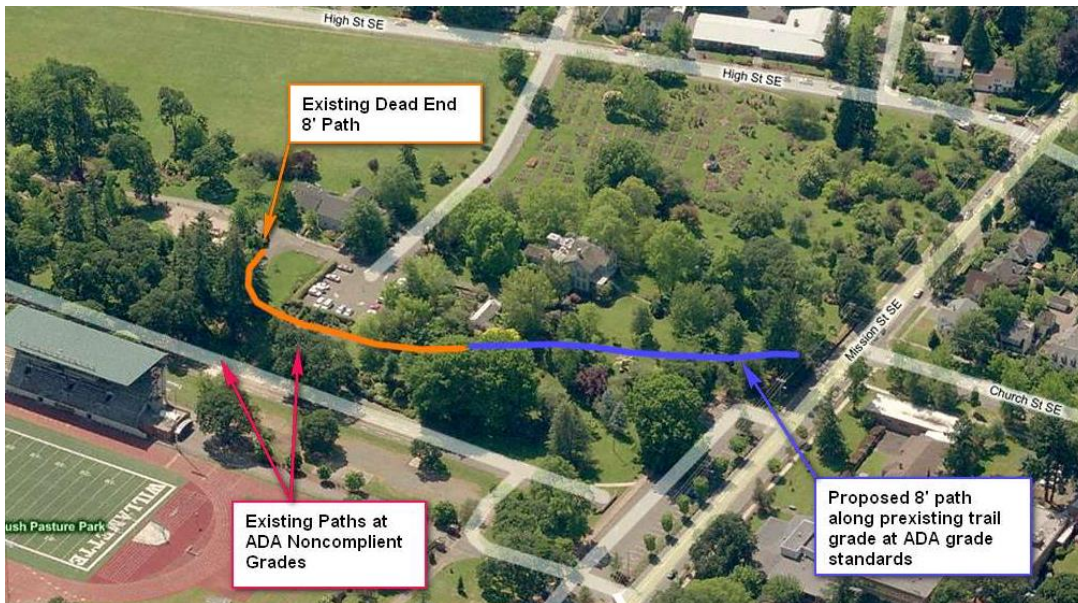 High St SE
High St SE
Existing Dead End
8' Path
Mission St SE
Church St SE
WILLAMETTE
ush Pasture Park
Existing Paths at
ADA Noncomplient
Grades
Proposed 8' path
along prexisting trail
grade at ADA grade
standards